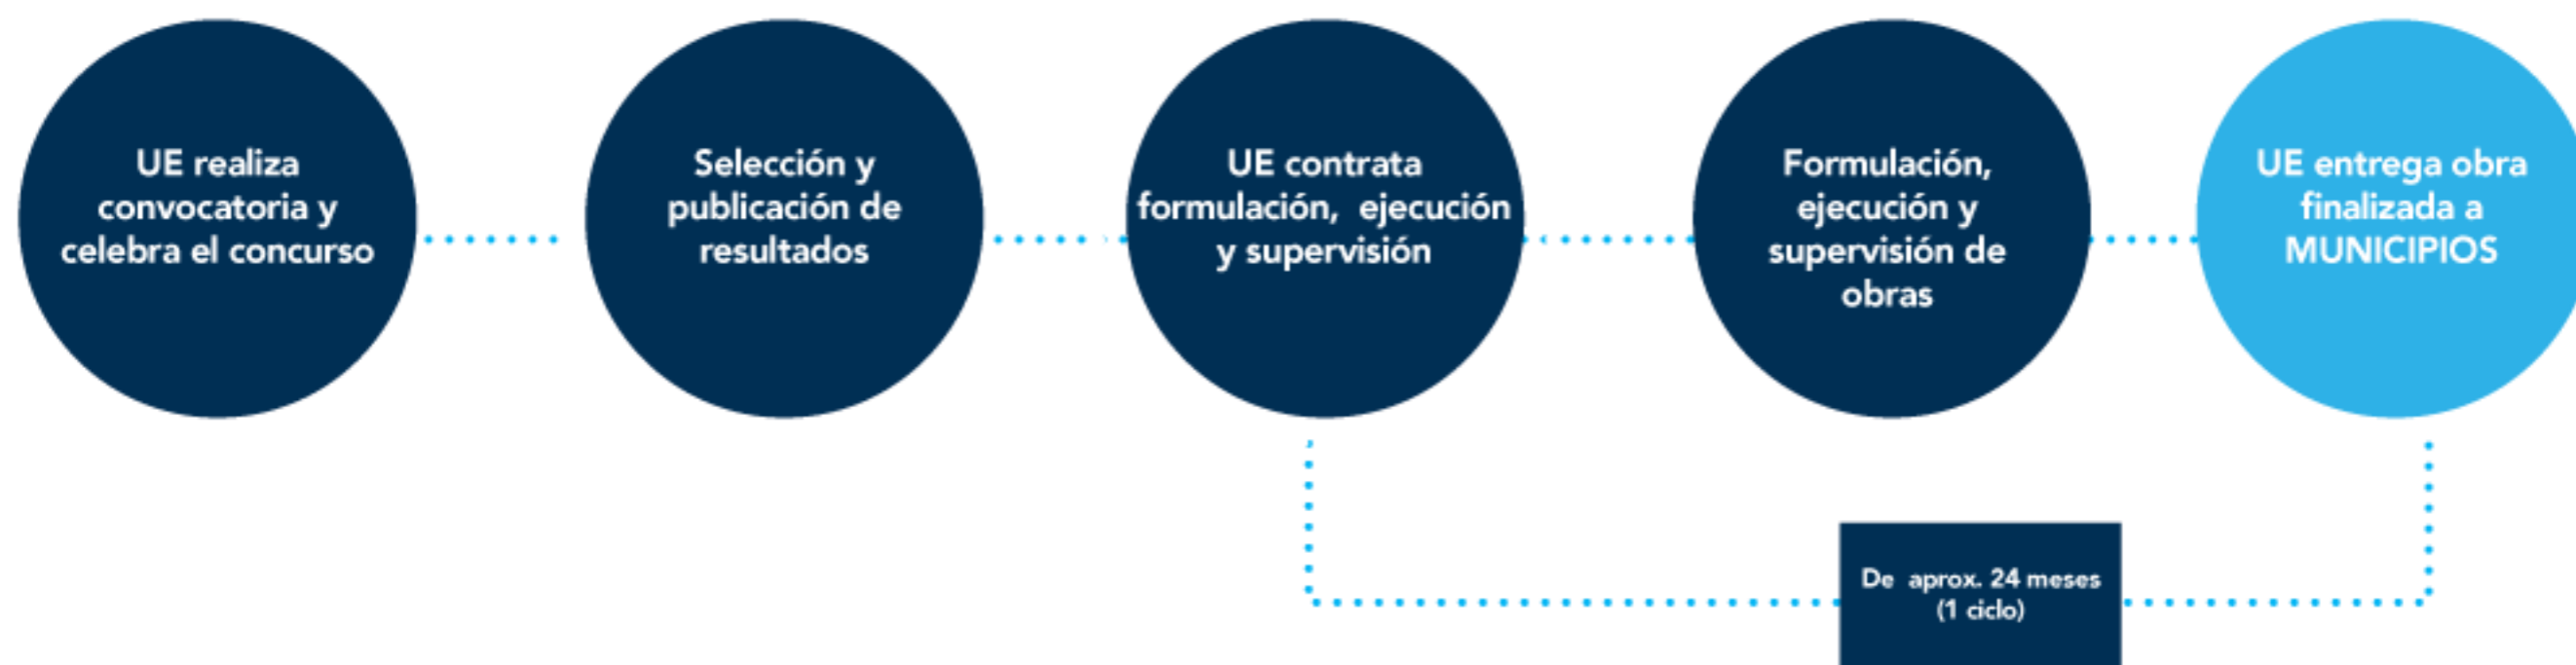 UE realiza
convocatoria y
celebra el concurso
Selección y
publicación de
resultados
UE contrata
formulación, ejecución
y supervisión
Formulación,
ejecución y
supervisión de
obras
UE entrega obra
finalizada a
MUNICIPIOS
De aprox. 24 meses
(1 ciclo)